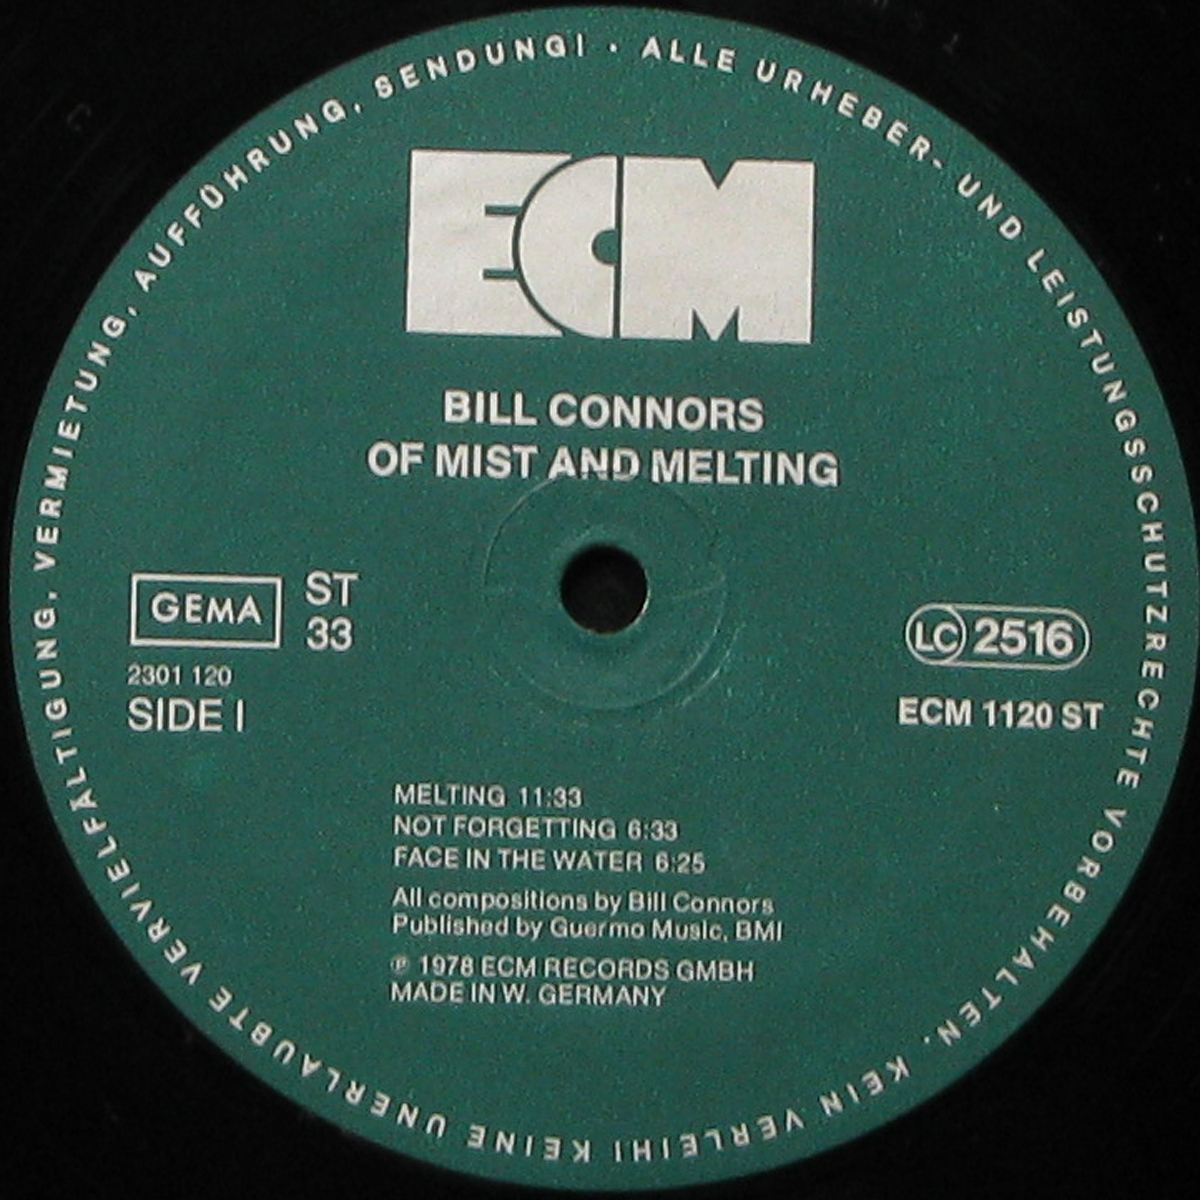 ALLE URHEBER- UND LEISTUNGSSCHUTZRECHTE VORBEHALTEN. KEIN VERLEIH! KEINE UNERLAUBTE VERVIELFÄLTIGUNG, VERMIETUNG, AUFFÜHRUNG, SENDUNG! ·
ECM
BILL CONNORS
OF MIST AND MELTING
GEMA
ST
33
2301 120
SIDE I
LC 2516
ECM 1120 ST
MELTING 11:33
NOT FORGETTING 6:33
FACE IN THE WATER 6:25
All compositions by Bill Connors
Published by Guermo Music, BMI
℗ 1978 ECM RECORDS GMBH
MADE IN W. GERMANY